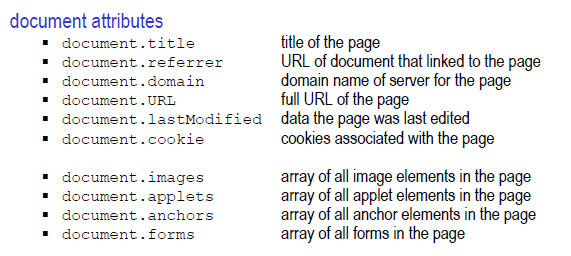 document attributes
▪ document.title title of the page
▪ document.referrer URL of document that linked to the page
▪ document.domain domain name of server for the page
▪ document.URL full URL of the page
▪ document.lastModified data the page was last edited
▪ document.cookie cookies associated with the page
▪ document.images array of all image elements in the page
▪ document.applets array of all applet elements in the page
▪ document.anchors array of all anchor elements in the page
▪ document.forms array of all forms in the page